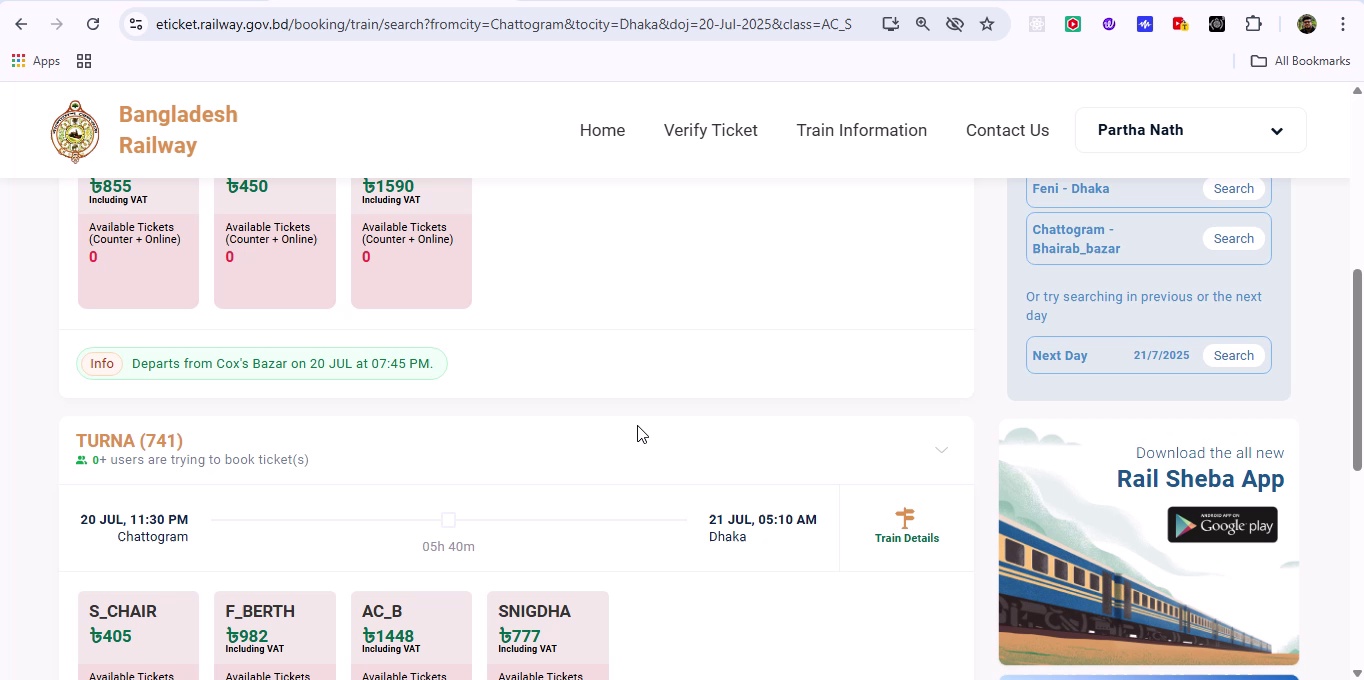 eticket.railway.gov.bd/booking/train/search?fromcity=Chattogram&tocity=Dhaka&doj=20-Jul-2025&class=AC_S
Apps
All Bookmarks
Bangladesh
Railway
Home
Verify Ticket
Train Information
Contact Us
Partha Nath
৳855
Including VAT
Available Tickets
(Counter + Online)
0
৳450
Available Tickets
(Counter + Online)
0
৳1590
Including VAT
Available Tickets
(Counter + Online)
0
Info
Departs from Cox's Bazar on 20 JUL at 07:45 PM.
TURNA (741)
0+ users are trying to book ticket(s)
20 JUL, 11:30 PM
Chattogram
05h 40m
21 JUL, 05:10 AM
Dhaka
Train Details
S_CHAIR
৳405
Available Tickets
F_BERTH
৳982
Including VAT
Available Tickets
AC_B
৳1448
Including VAT
Available Tickets
SNIGDHA
৳777
Including VAT
Available Tickets
Feni - Dhaka
Search
Chattogram -
Bhairab_bazar
Search
Or try searching in previous or the next
day
Next Day
21/7/2025
Search
Download the all new
Rail Sheba App
ANDROID APP ON
Google play